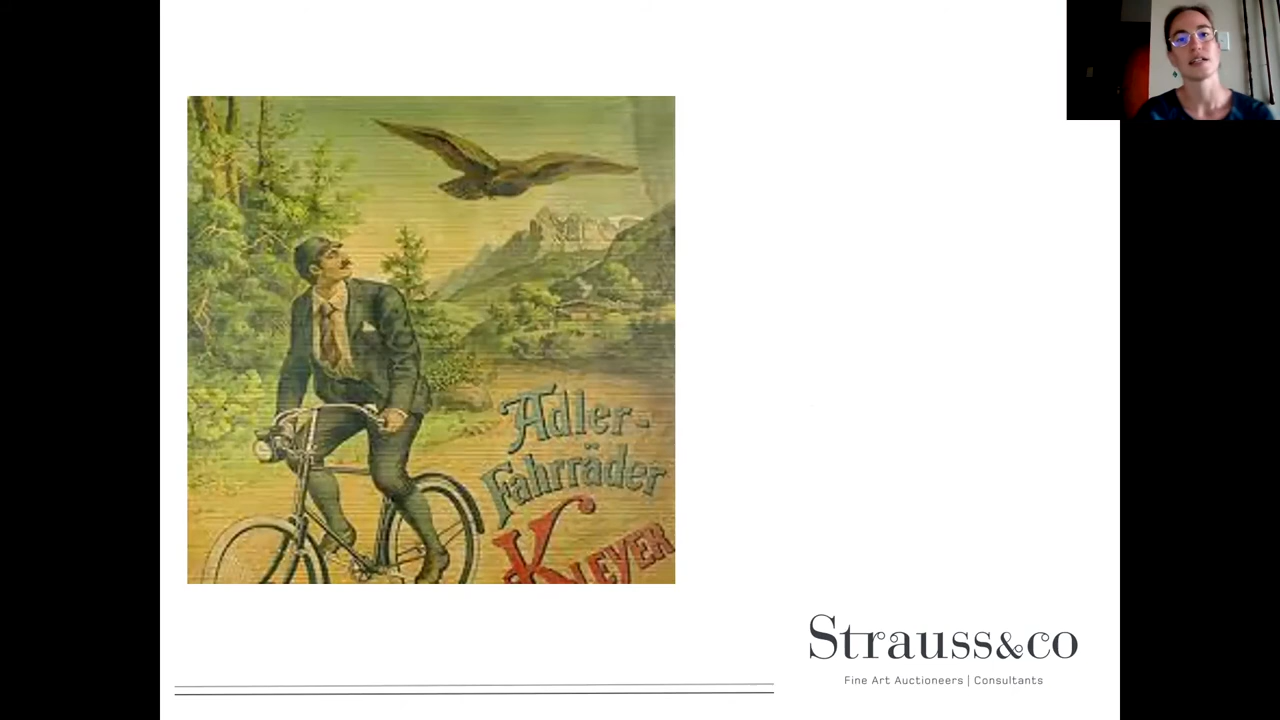 Adler-
Fahrräder
KLEYER
Strauss&co
Fine Art Auctioneers | Consultants